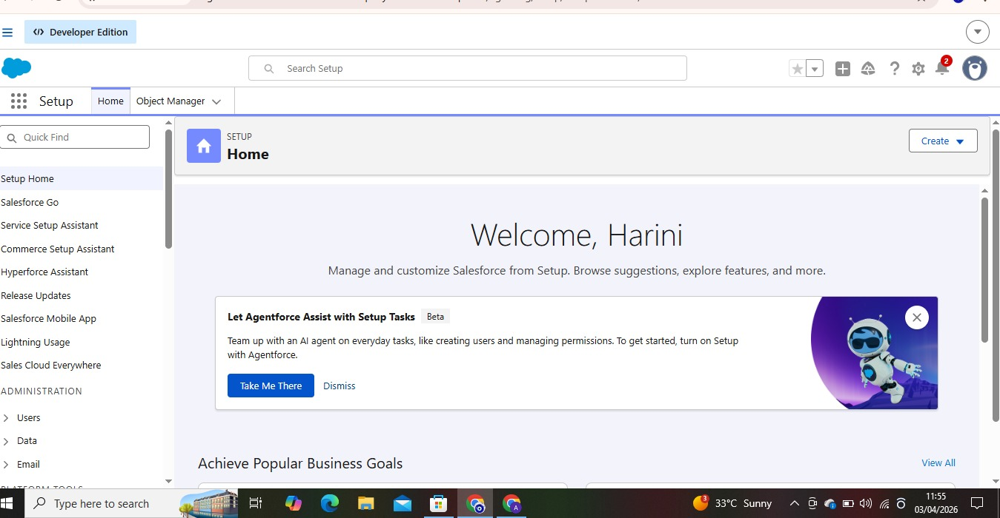 Developer Edition
Search Setup
2
Setup
Home
Object Manager
Quick Find
SETUP
Home
Create
Setup Home
Salesforce Go
Service Setup Assistant
Commerce Setup Assistant
Hyperforce Assistant
Release Updates
Salesforce Mobile App
Lightning Usage
Sales Cloud Everywhere
ADMINISTRATION
Users
Data
Email
Welcome, Harini
Manage and customize Salesforce from Setup. Browse suggestions, explore features, and more.
Let Agentforce Assist with Setup Tasks
Beta
Team up with an AI agent on everyday tasks, like creating users and managing permissions. To get started, turn on Setup
with Agentforce.
Take Me There
Dismiss
Achieve Popular Business Goals
View All
Type here to search
3
33°C Sunny
11:55
03/04/2026